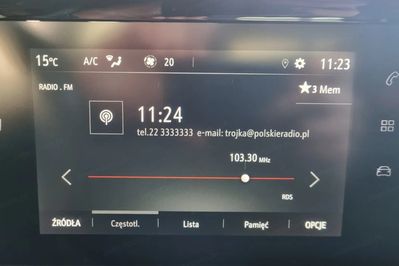 15°C A/C 20 11:23
RADIO . FM
★3 Mem
11:24
tel.22 3333333 e-mail: trojka@polskieradio.pl
103.30 MHz
RDS
ŹRÓDŁA Częstotl. Lista Pamięć OPCJE